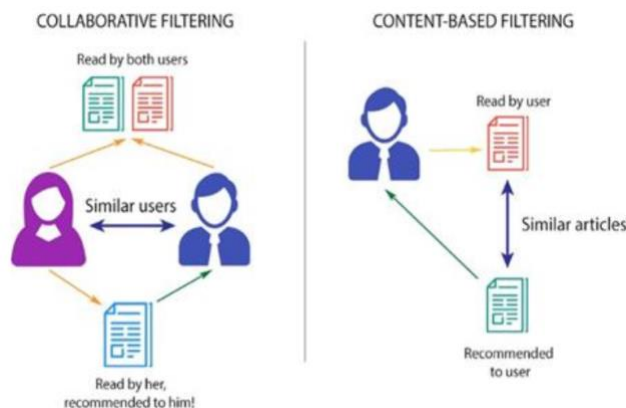 COLLABORATIVE FILTERING
Read by both users
Similar users
Read by her,
recommended to him!
CONTENT-BASED FILTERING
Read by user
Similar articles
Recommended
to user